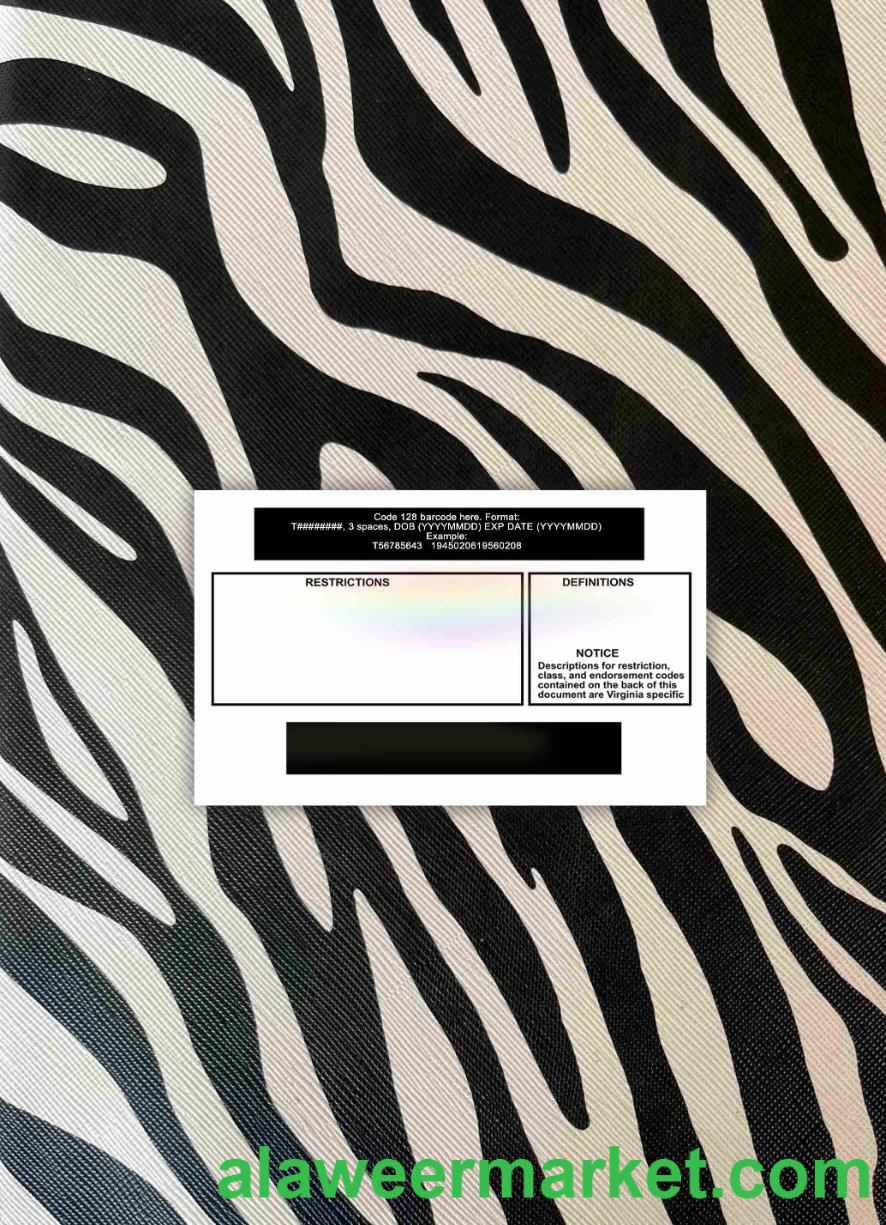 Code 128 barcode here. Format:
T########, 3 spaces, DOB (YYYYMMDD) EXP DATE (YYYYMMDD)
Example:
T56785643 1945020619560208
RESTRICTIONS
DEFINITIONS
NOTICE
Descriptions for restriction,
class, and endorsement codes
contained on the back of this
document are Virginia specific
alaweermarket.com